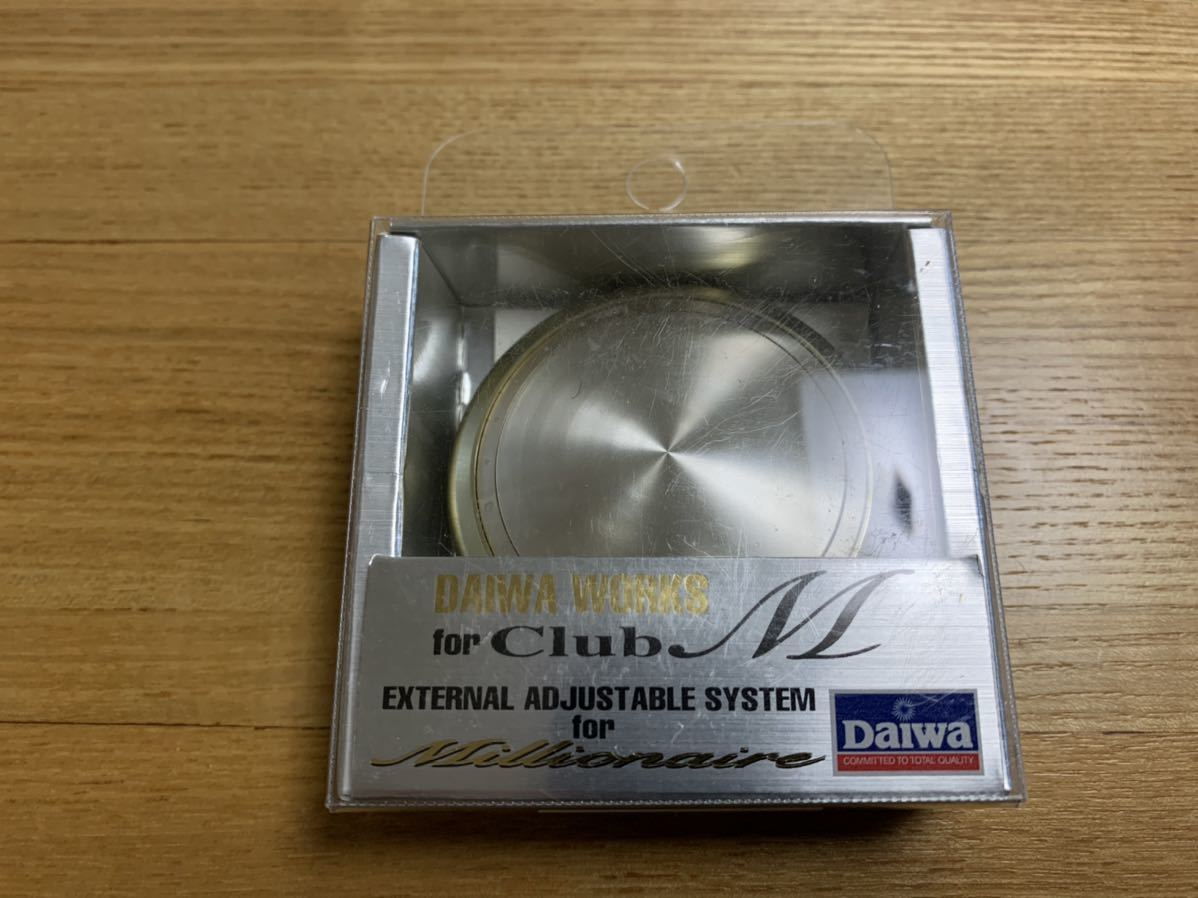 DAIWA WORKS
for Club M
EXTERNAL ADJUSTABLE SYSTEM
for
Millionaire
Daiwa
COMMITTED TO TOTAL QUALITY